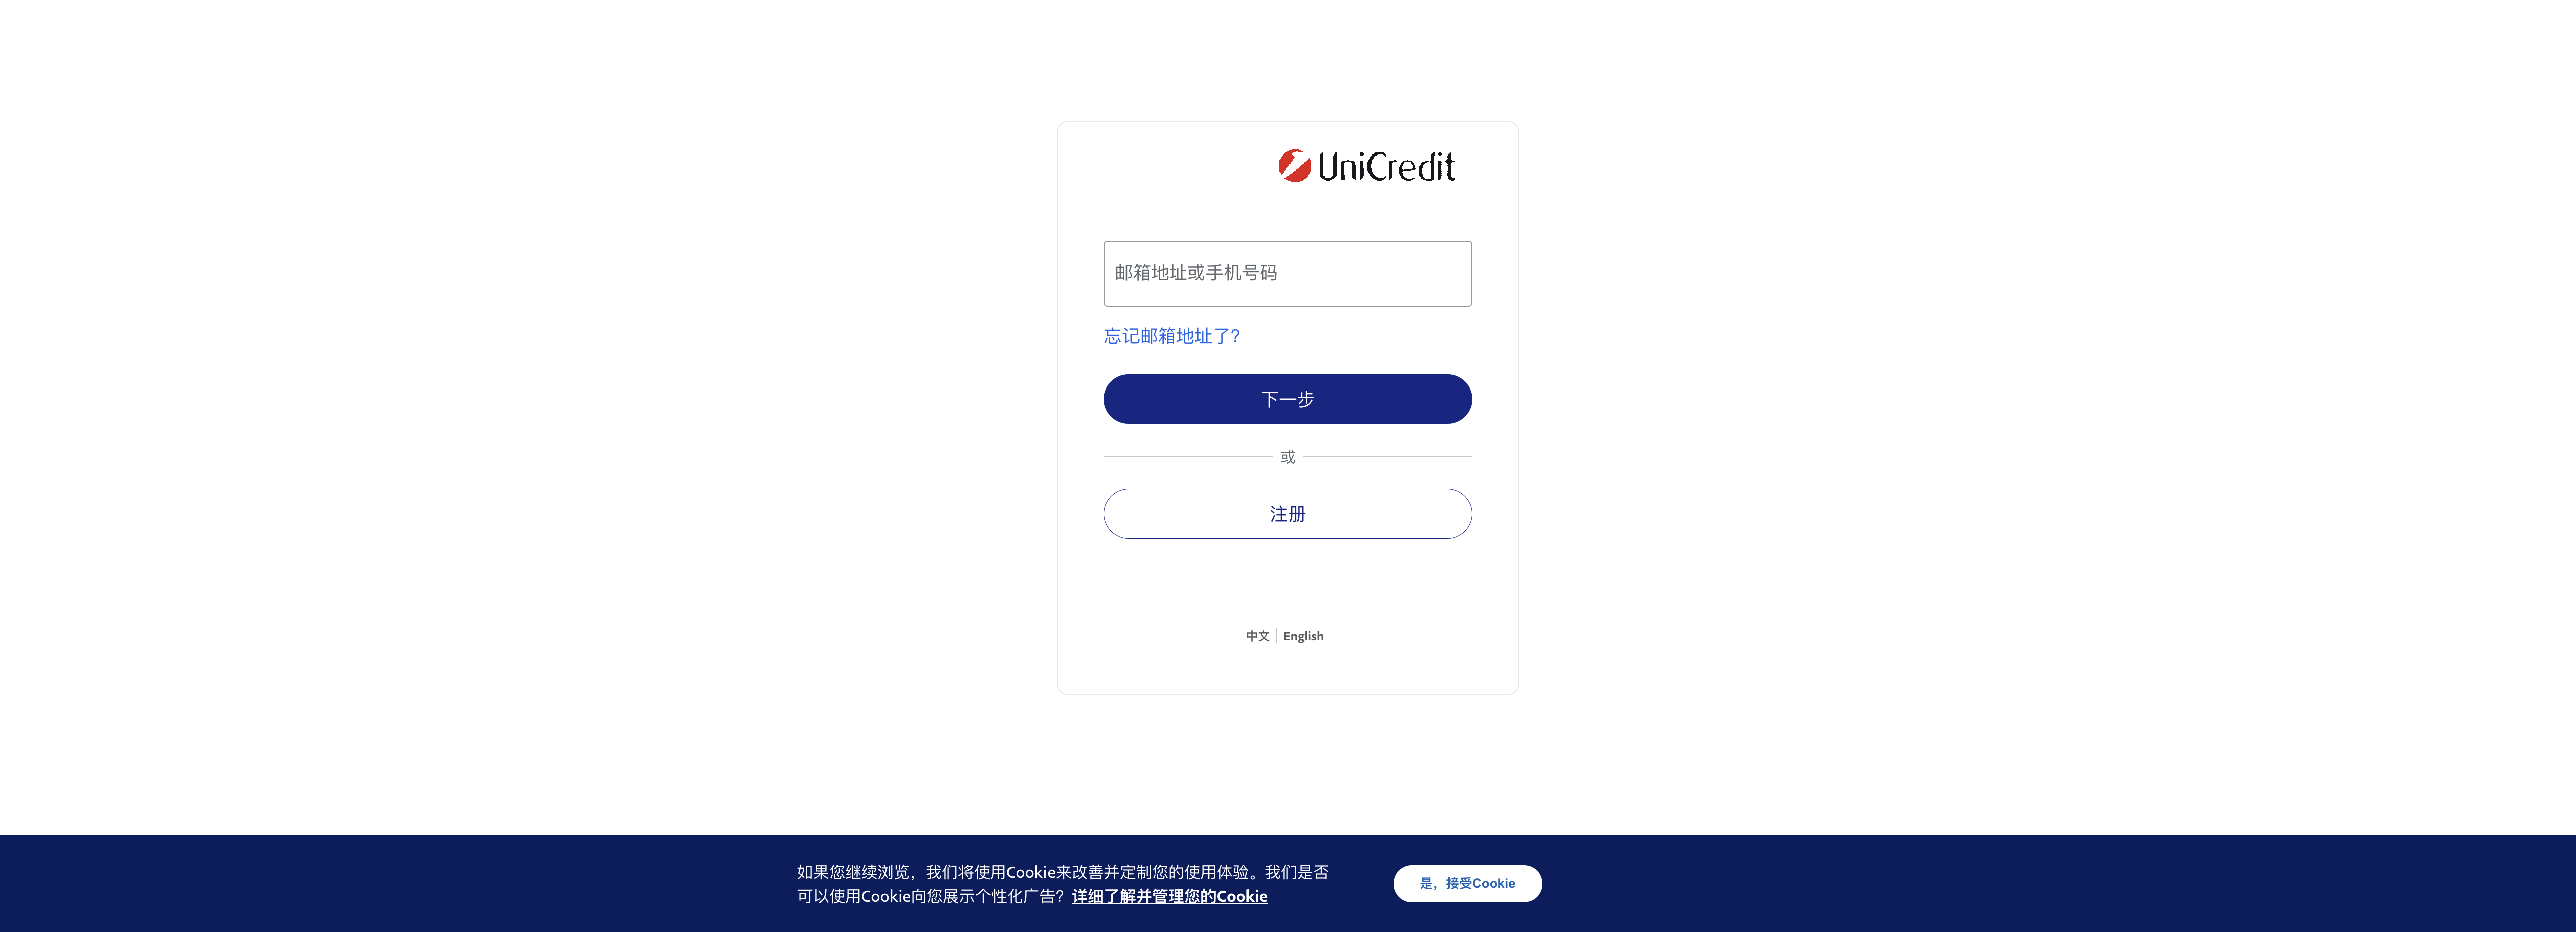 UniCredit
邮箱地址或手机号码
忘记邮箱地址了?
下一步
或
注册
中文 | English
如果您继续浏览，我们将使用Cookie来改善并定制您的使用体验。我们是否
可以使用Cookie向您展示个性化广告？详细了解并管理您的Cookie
是，接受Cookie